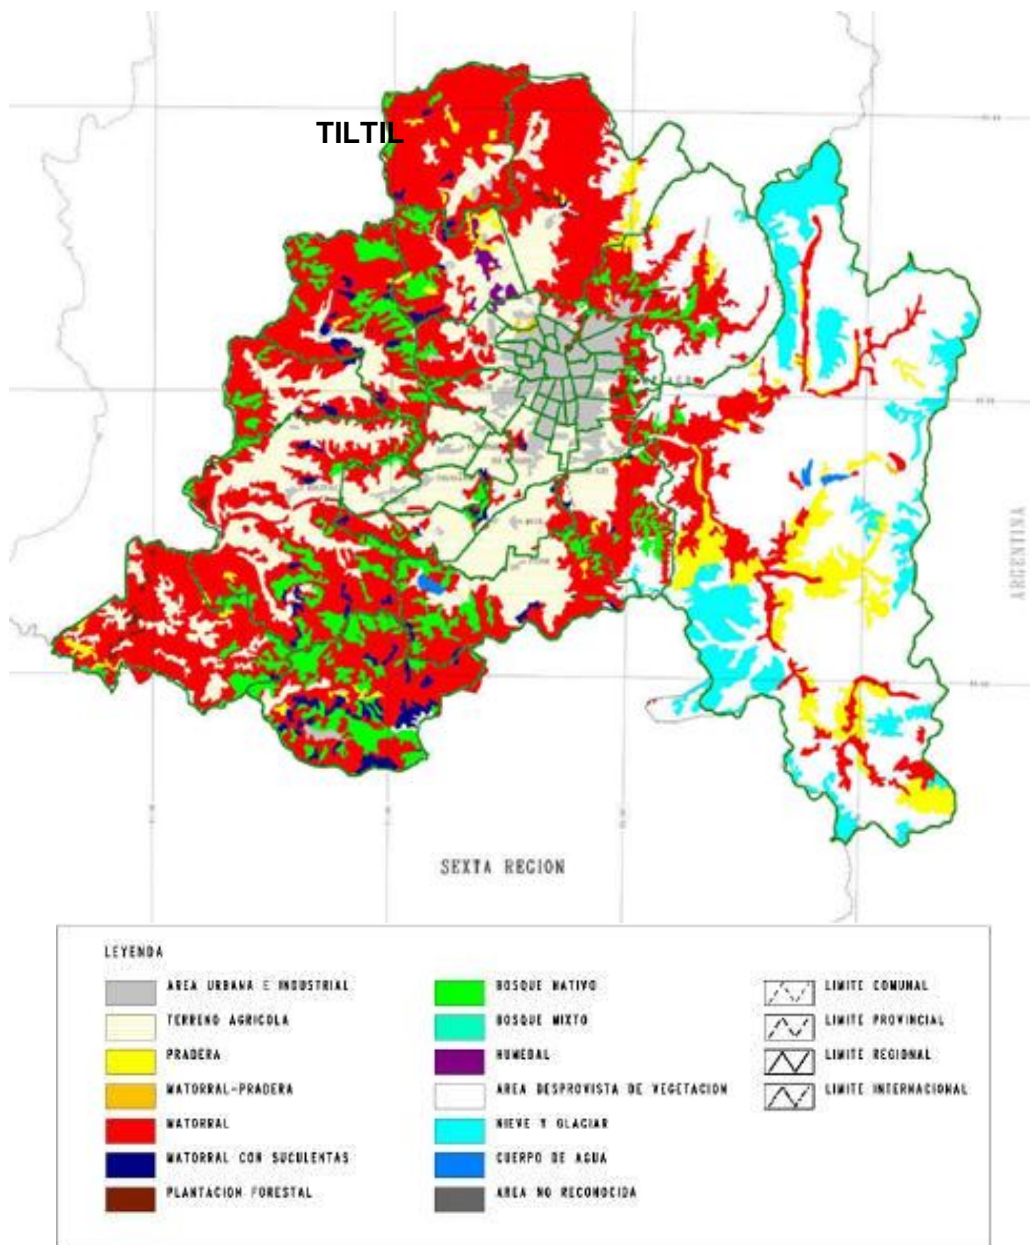 TILTIL
ARGENTINA
SEXTA REGION
LEYENDA
AREA URBANA E INDUSTRIAL
TERRENO AGRICOLA
PRADERA
MATORRAL-PRADERA
MATORRAL
MATORRAL CON SUCULENTAS
PLANTACION FORESTAL
BOSQUE NATIVO
BOSQUE MIXTO
HUMEDAL
AREA DESPROVISTA DE VEGETACION
NIEVE Y GLACIAR
CUERPO DE AGUA
AREA NO RECONOCIDA
LIMITE COMUNAL
LIMITE PROVINCIAL
LIMITE REGIONAL
LIMITE INTERNACIONAL